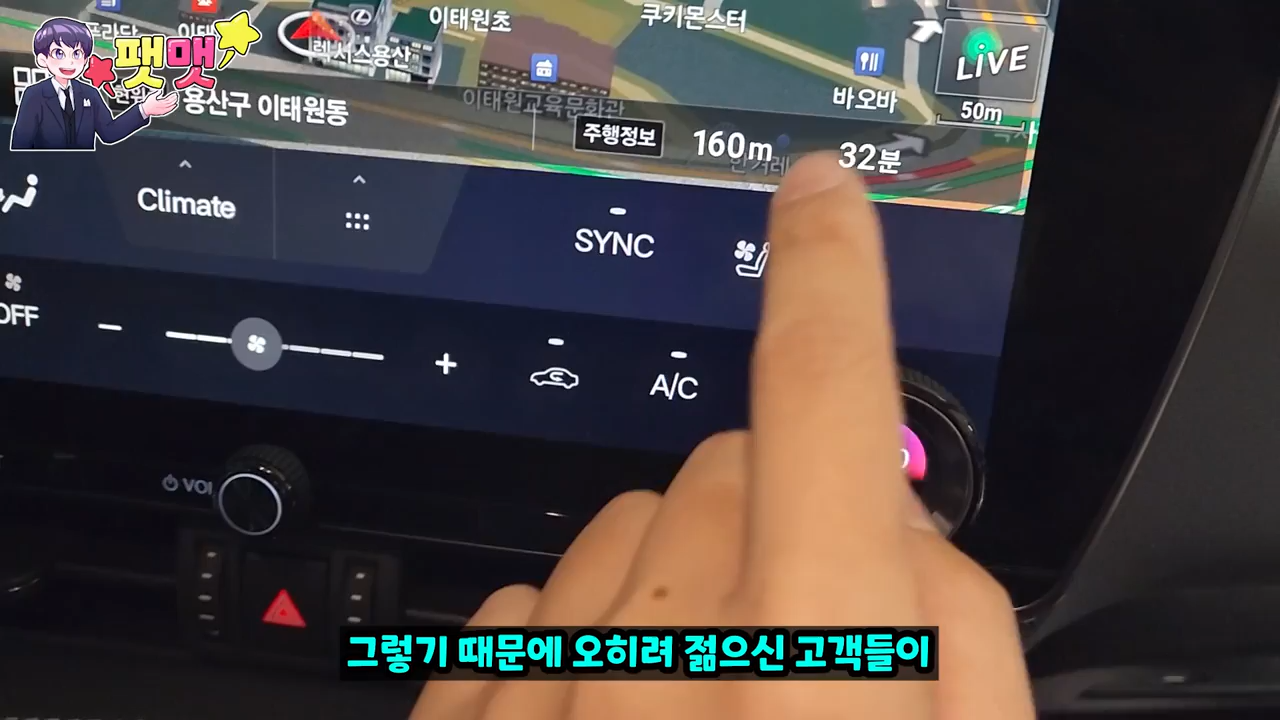 팻맷
이태원초
쿠키몬스터
렉서스용산
LIVE
이태원교육문화관
바오바
50m
용산구 이태원동
주행정보
160m
32분
Climate
SYNC
OFF
A/C
VOL
그렇기 때문에 오히려 젊으신 고객들이